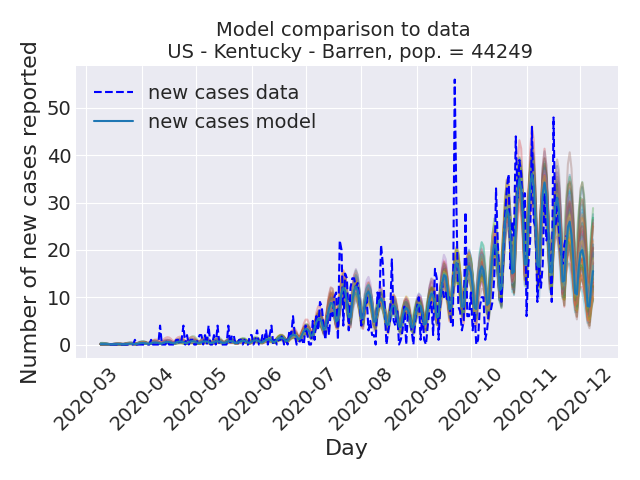 Model comparison to data
US - Kentucky - Barren, pop. = 44249
Number of new cases reported
50
40
30
20
10
0
new cases data
new cases model
2020-03
2020-04
2020-05
2020-06
2020-07
2020-08
2020-09
2020-10
2020-11
2020-12
Day